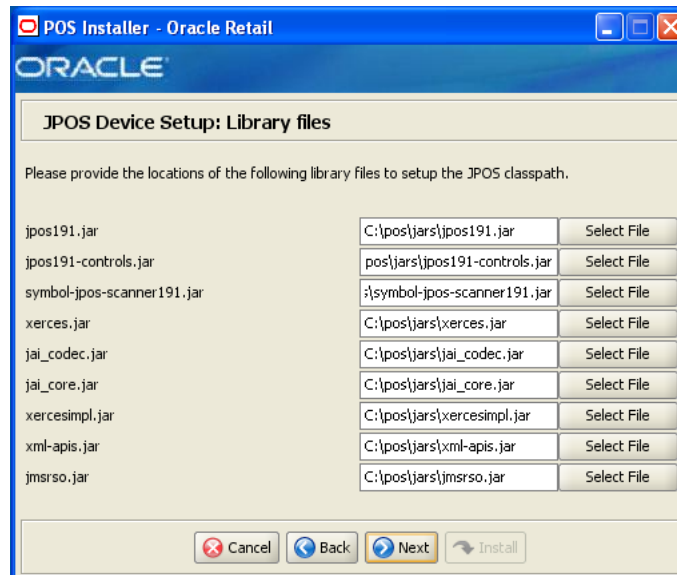 POS Installer - Oracle Retail
ORACLE
JPOS Device Setup: Library files
Please provide the locations of the following library files to setup the JPOS classpath.
jpos191.jar C:\pos\jars\jpos191.jar Select File
jpos191-controls.jar pos\jars\jpos191-controls.jar Select File
symbol-jpos-scanner191.jar \symbol-jpos-scanner191.jar Select File
xerces.jar C:\pos\jars\xerces.jar Select File
jai_codec.jar C:\pos\jars\jai_codec.jar Select File
jai_core.jar C:\pos\jars\jai_core.jar Select File
xercesimpl.jar C:\pos\jars\xercesimpl.jar Select File
xml-apis.jar C:\pos\jars\xml-apis.jar Select File
jmsrso.jar C:\pos\jars\jmsrso.jar Select File
Cancel Back Next Install